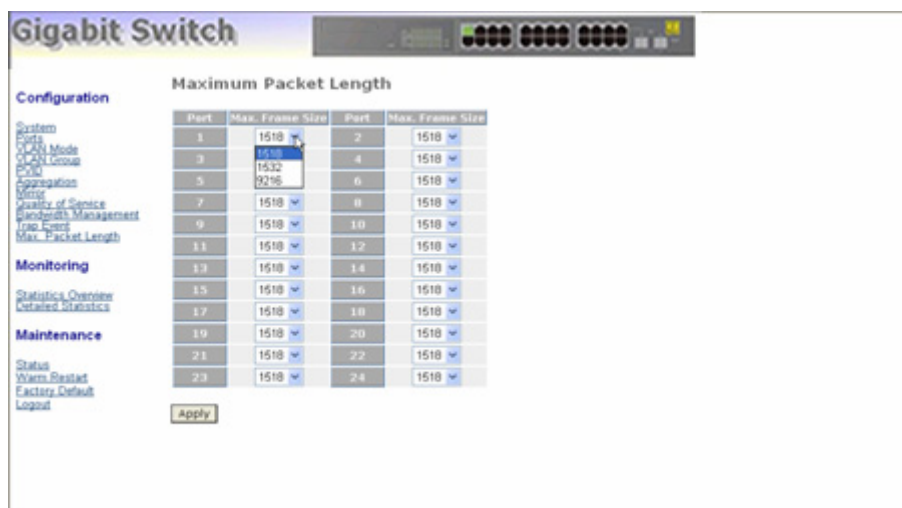 Gigabit Switch
Configuration
System
Ports
VLAN Mode
VLAN Group
PVID
Aggregation
Mirror
Quality of Service
Bandwidth Management
Trap Event
Max. Packet Length
Monitoring
Statistics Overview
Detailed Statistics
Maintenance
Status
Warm Restart
Factory Default
Logout
Maximum Packet Length
Port Max. Frame Size Port Max. Frame Size
1 1518 2 1518
1518
1532
9216
3 4 1518
5 6 1518
7 1518 8 1518
9 1518 10 1518
11 1518 12 1518
13 1518 14 1518
15 1518 16 1518
17 1518 18 1518
19 1518 20 1518
21 1518 22 1518
23 1518 24 1518
Apply